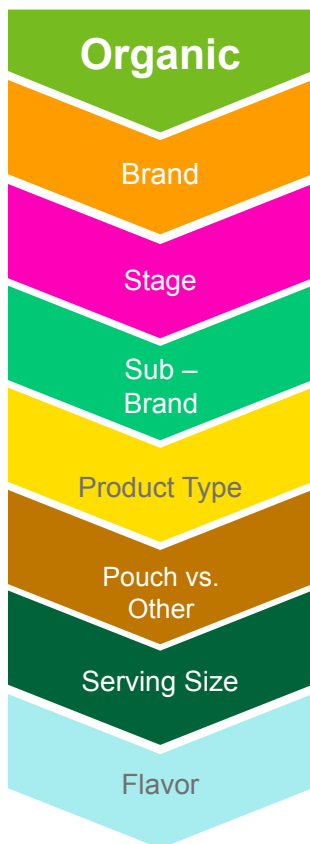 Organic
Brand
Stage
Sub –
Brand
Product Type
Pouch vs.
Other
Serving Size
Flavor